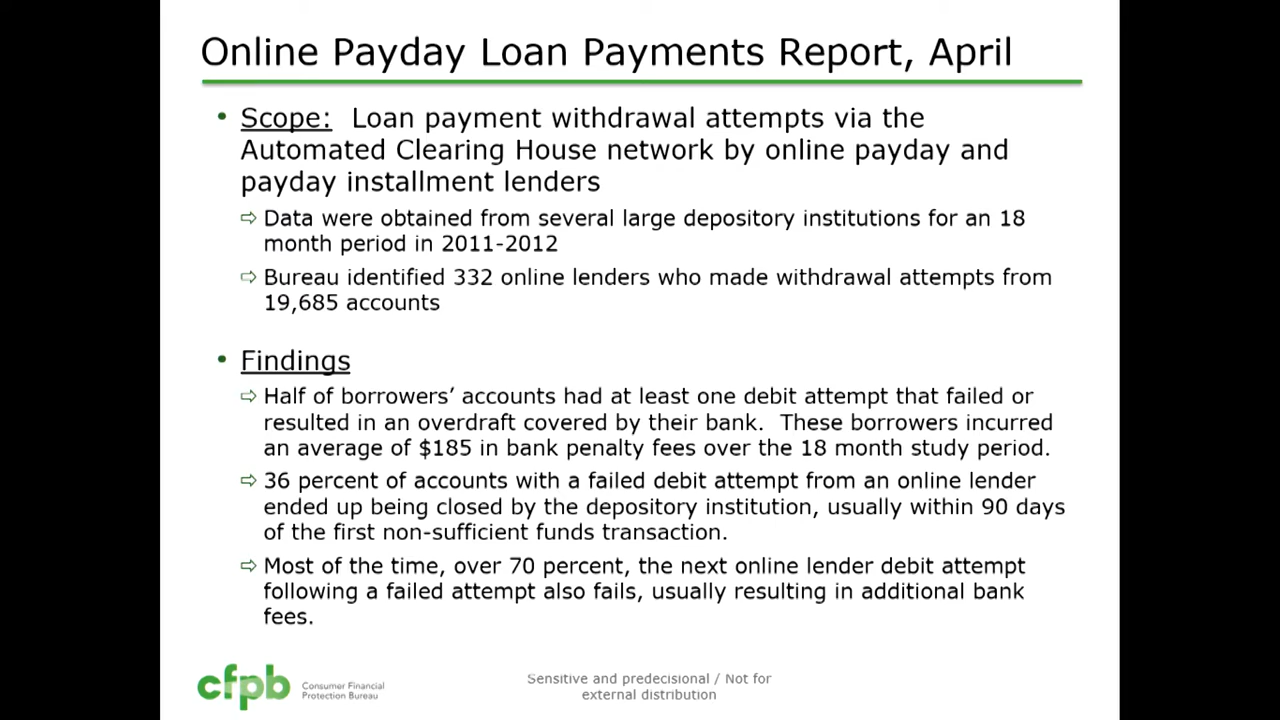 Online Payday Loan Payments Report, April
• Scope: Loan payment withdrawal attempts via the
Automated Clearing House network by online payday and
payday installment lenders
⇨ Data were obtained from several large depository institutions for an 18
month period in 2011-2012
⇨ Bureau identified 332 online lenders who made withdrawal attempts from
19,685 accounts
• Findings
⇨ Half of borrowers’ accounts had at least one debit attempt that failed or
resulted in an overdraft covered by their bank. These borrowers incurred
an average of $185 in bank penalty fees over the 18 month study period.
⇨ 36 percent of accounts with a failed debit attempt from an online lender
ended up being closed by the depository institution, usually within 90 days
of the first non-sufficient funds transaction.
⇨ Most of the time, over 70 percent, the next online lender debit attempt
following a failed attempt also fails, usually resulting in additional bank
fees.
cfpb
Consumer Financial
Protection Bureau
Sensitive and predecisional / Not for
external distribution